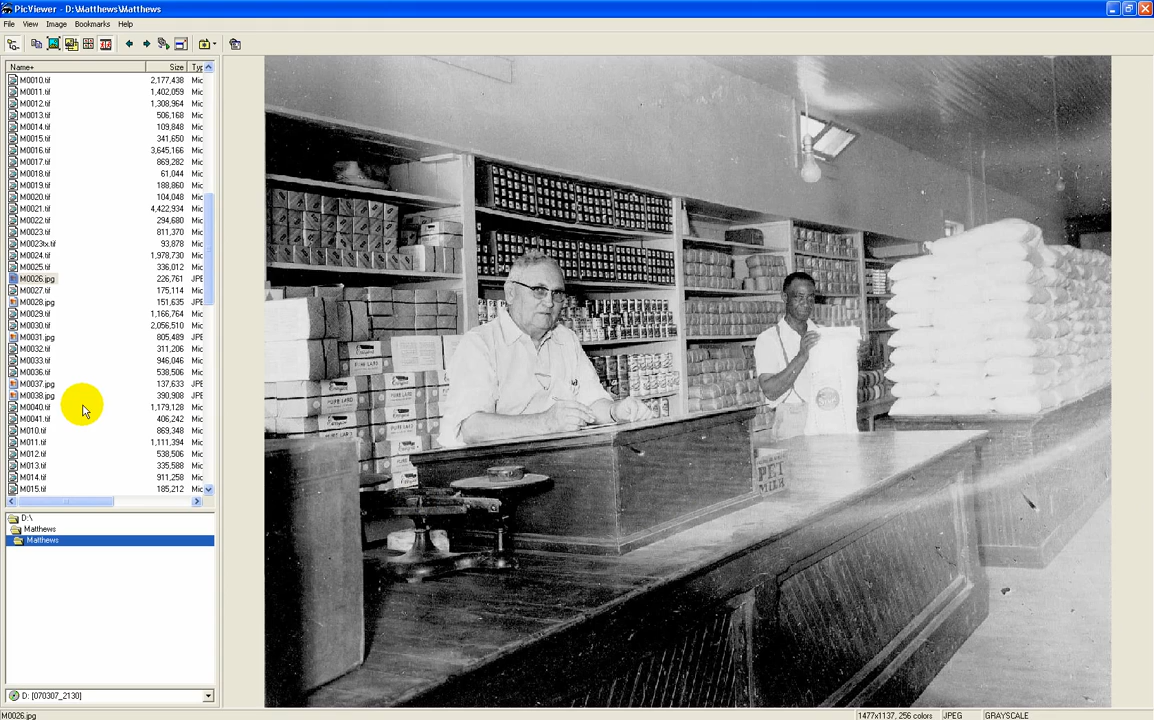 PicViewer - D:\Matthews\Matthews
File View Image Bookmarks Help
Name+ Size Typ
M0010.tif 2,177,438 Mic
M0011.tif 1,402,059 Mic
M0012.tif 1,308,964 Mic
M0013.tif 506,168 Mic
M0014.tif 109,848 Mic
M0015.tif 341,650 Mic
M0016.tif 3,645,166 Mic
M0017.tif 869,282 Mic
M0018.tif 61,044 Mic
M0019.tif 188,860 Mic
M0020.tif 104,048 Mic
M0021.tif 4,422,934 Mic
M0022.tif 294,680 Mic
M0023.tif 811,370 Mic
M0023tx.tif 93,878 Mic
M0024.tif 1,978,730 Mic
M0025.tif 336,012 Mic
M0026.jpg 226,761 JPE
M0027.tif 175,114 Mic
M0028.jpg 151,635 JPE
M0029.tif 1,166,764 Mic
M0030.tif 2,056,510 Mic
M0031.jpg 805,489 JPE
M0032.tif 311,206 Mic
M0033.tif 946,046 Mic
M0036.tif 538,506 Mic
M0037.jpg 137,633 JPE
M0038.jpg 390,908 JPE
M0040.tif 1,179,128 Mic
M0041.tif 406,242 Mic
M010.tif 869,348 Mic
M011.tif 1,111,394 Mic
M012.tif 538,506 Mic
M013.tif 335,588 Mic
M014.tif 911,258 Mic
M015.tif 185,212 Mic
D:\
Matthews
Matthews
D: [070307_2130]
PURE LARD
PURE LARD
PET
MILK
M0026.jpg 1477x1137, 256 colors JPEG GRAYSCALE